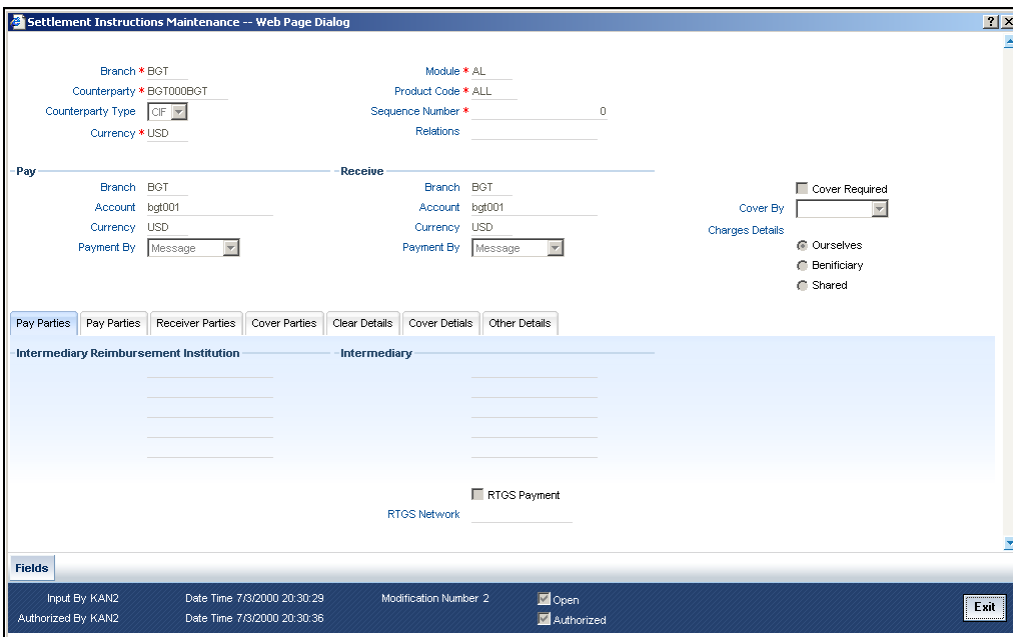 Settlement Instructions Maintenance -- Web Page Dialog
Branch * BGT
Module * AL
Counterparty * BGT000BGT
Product Code * ALL
Counterparty Type CIF
Sequence Number * 0
Currency * USD
Relations
Pay
Receive
Branch BGT
Branch BGT
Cover Required
Account bgt001
Account bgt001
Cover By
Currency USD
Currency USD
Charges Details
Payment By Message
Payment By Message
Ourselves
Benificiary
Shared
Pay Parties Pay Parties Receiver Parties Cover Parties Clear Details Cover Detials Other Details
Intermediary Reimbursement Institution
Intermediary
RTGS Payment
RTGS Network
Fields
Input By KAN2 Date Time 7/3/2000 20:30:29 Modification Number 2 Open
Authorized By KAN2 Date Time 7/3/2000 20:30:36 Authorized
Exit